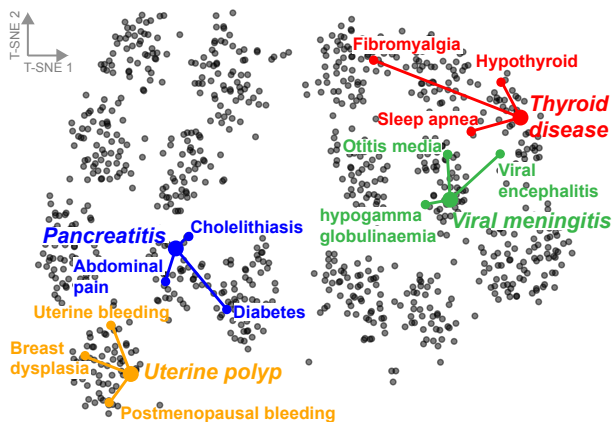 T-SNE 2
T-SNE 1
Fibromyalgia
Hypothyroid
Thyroid
disease
Sleep apnea
Otitis media
Viral
encephalitis
hypogamma
globulinaemia
Viral meningitis
Cholelithiasis
Pancreatitis
Abdominal
pain
Diabetes
Uterine bleeding
Breast
dysplasia
Uterine polyp
Postmenopausal bleeding